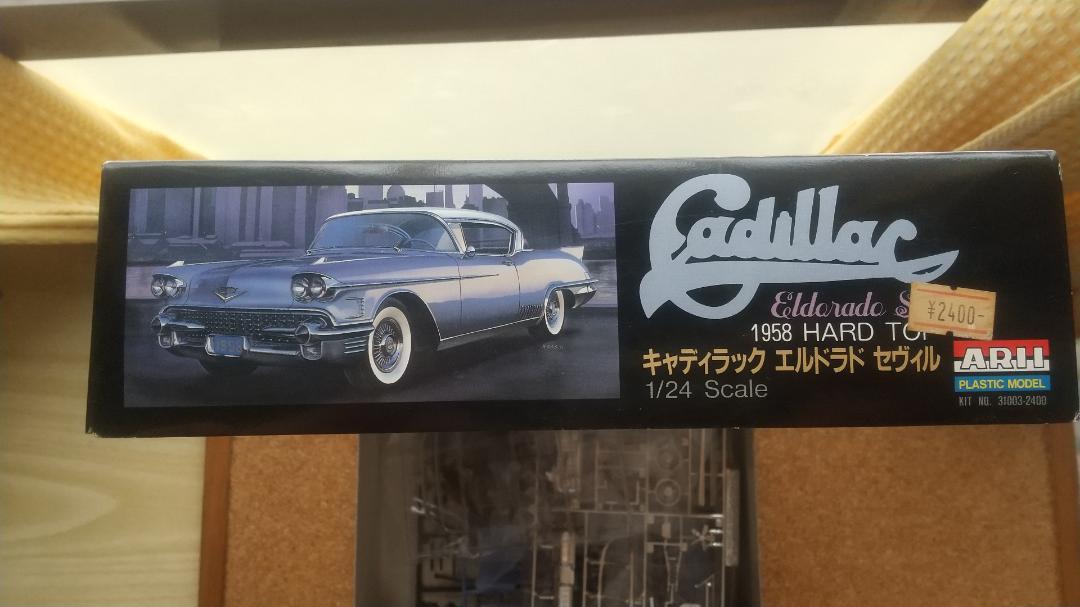 Cadillac
Eldorado S
¥2400-
1958 HARD TO
キャディラック エルドラド セヴィル
1/24 Scale
ARII
PLASTIC MODEL
KIT NO. 31003-2400